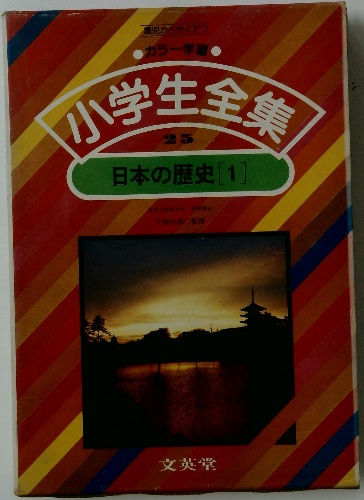 カラー学習
小学生全集
25
日本の歴史[1]
文英堂